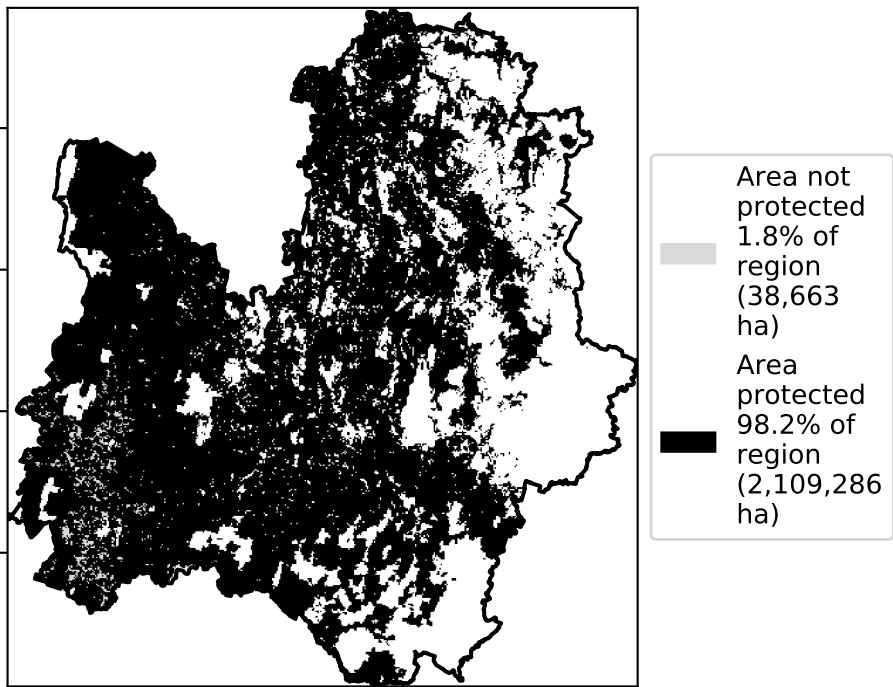 Area not
protected
1.8% of
region
(38,663
ha)
Area
protected
98.2% of
region
(2,109,286
ha)